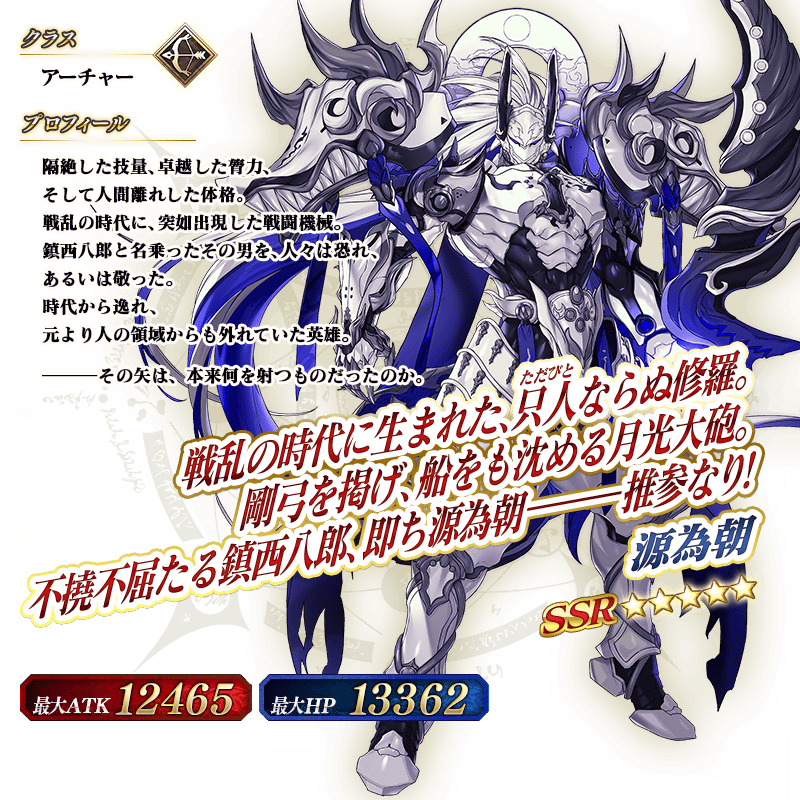 クラス
アーチャー
プロフィール
隔絶した技量、卓越した膂力、
そして人間離れした体格。
戦乱の時代に、突如出現した戦闘機械。
鎮西八郎と名乗ったその男を、人々は恐れ、
あるいは敬った。
時代から逸れ、
元より人の領域からも外れていた英雄。
―――その矢は、本来何を射つものだったのか。
ただびと
戦乱の時代に生まれた、只人ならぬ修羅。
剛弓を掲げ、船をも沈める月光大砲。
不撓不屈たる鎮西八郎、即ち源為朝―――推参なり!
源為朝
SSR ☆☆☆☆☆
最大ATK 12465
最大HP 13362